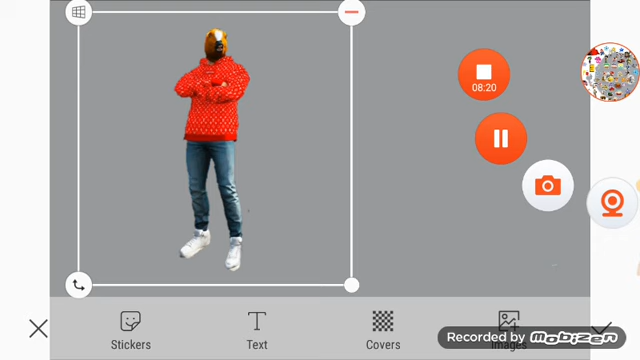 08:20
Stickers
Text
Covers
Images
Recorded by mobizen